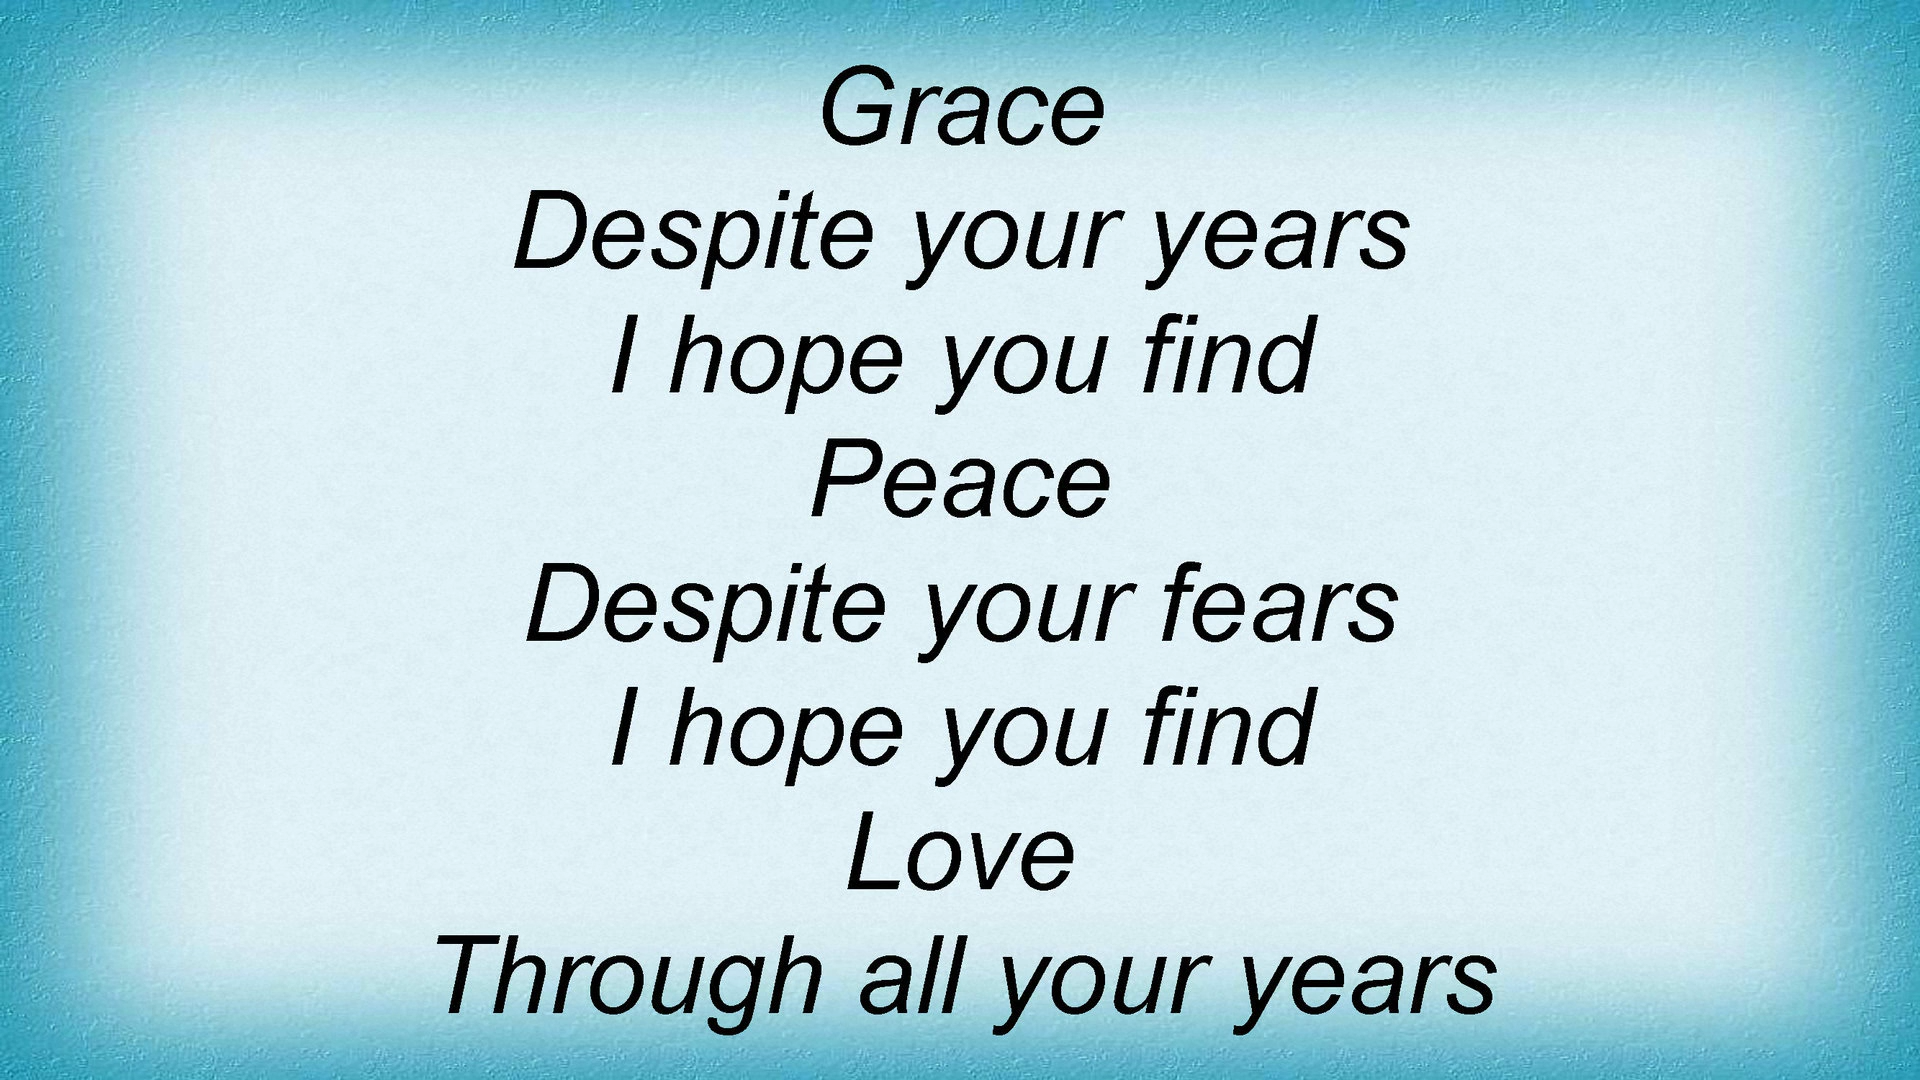 Grace
Despite your years
I hope you find
Peace
Despite your fears
I hope you find
Love
Through all your years